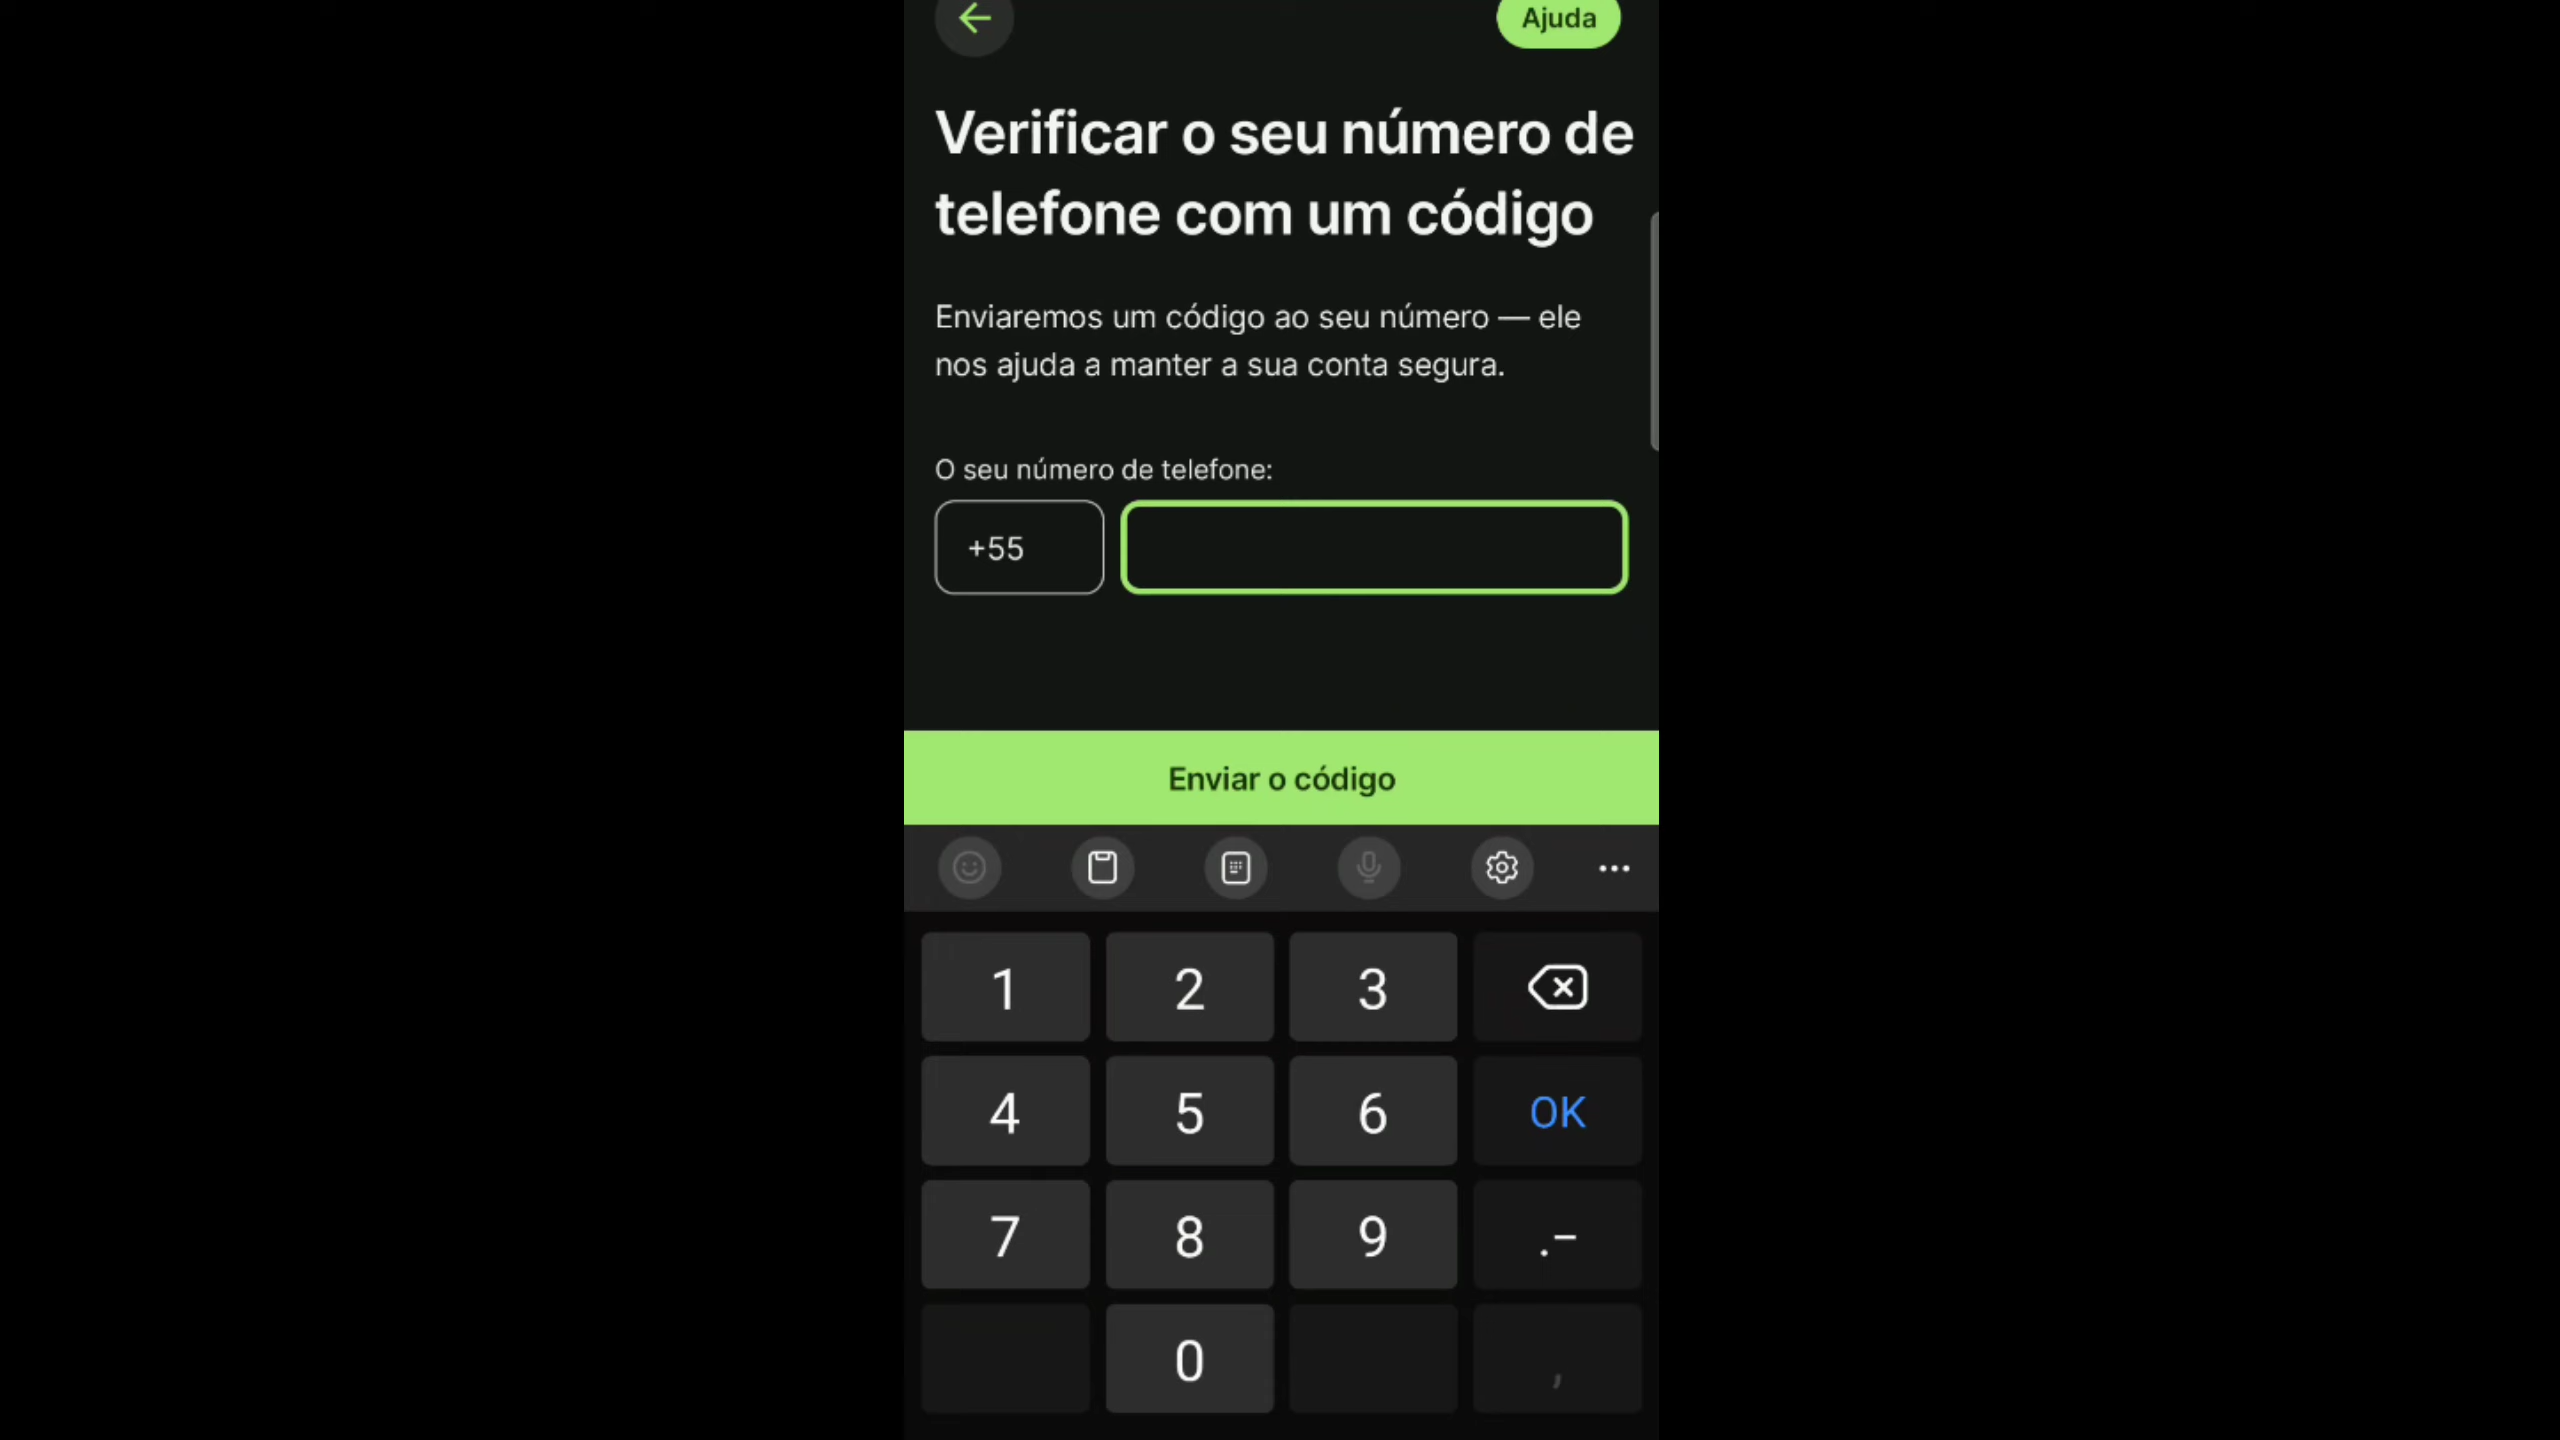 Ajuda
Verificar o seu número de
telefone com um código
Enviaremos um código ao seu número — ele
nos ajuda a manter a sua conta segura.
O seu número de telefone:
+55
Enviar o código
1 2 3
4 5 6 OK
7 8 9 .-
0 ,